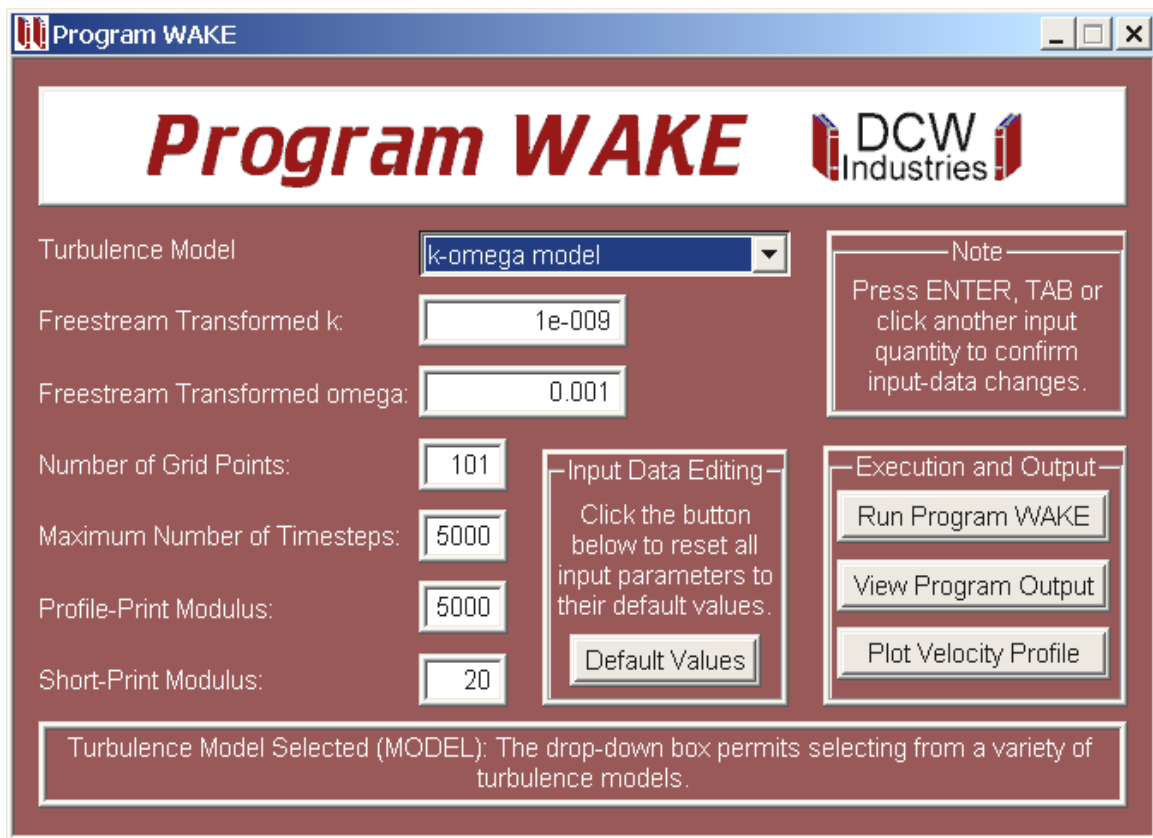 Program WAKE
Program WAKE
DCW
Industries
Turbulence Model
k-omega model
Freestream Transformed k:
1e-009
Freestream Transformed omega:
0.001
Number of Grid Points:
101
Maximum Number of Timesteps:
5000
Profile-Print Modulus:
5000
Short-Print Modulus:
20
Input Data Editing
Click the button
below to reset all
input parameters to
their default values.
Default Values
Note
Press ENTER, TAB or
click another input
quantity to confirm
input-data changes.
Execution and Output
Run Program WAKE
View Program Output
Plot Velocity Profile
Turbulence Model Selected (MODEL): The drop-down box permits selecting from a variety of
turbulence models.